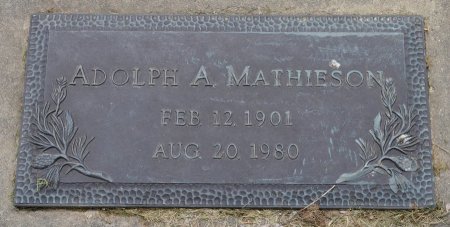 ADOLPH A. MATHIESON
FEB. 12, 1901
AUG. 20, 1980